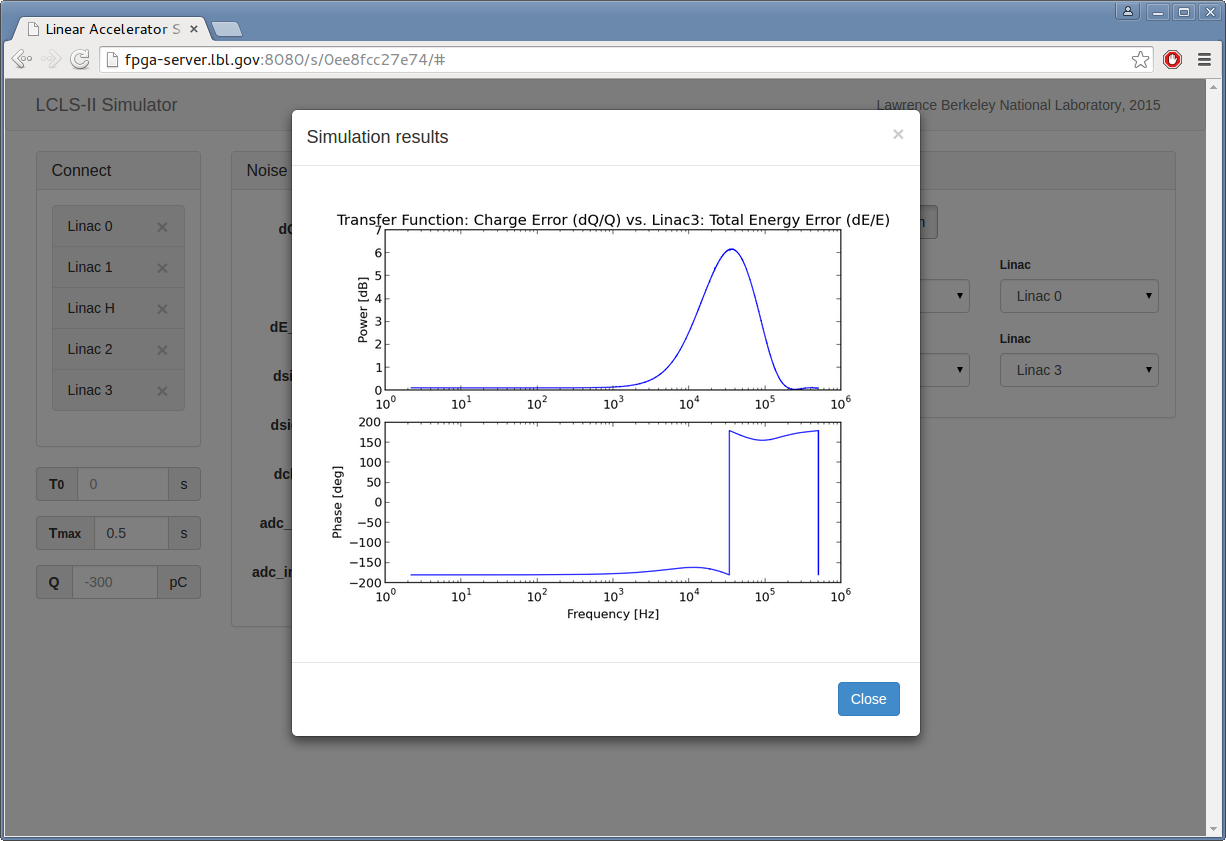 Linear Accelerator S
fpga-server.lbl.gov:8080/s/0ee8fcc27e74/#
LCLS-II Simulator
Lawrence Berkeley National Laboratory, 2015
Connect
Linac 0
Linac 1
Linac H
Linac 2
Linac 3
T0 0 s
Tmax 0.5 s
Q -300 pC
Noise
dE_
adc_
Simulation results
Transfer Function: Charge Error (dQ/Q) vs. Linac3: Total Energy Error (dE/E)
Power [dB]
7
6
5
4
3
2
1
0
10^0 10^1 10^2 10^3 10^4 10^5 10^6
Phase [deg]
200
150
100
50
0
−50
−100
−150
−200
10^0 10^1 10^2 10^3 10^4 10^5 10^6
Frequency [Hz]
Close
Linac
Linac 0
Linac
Linac 3